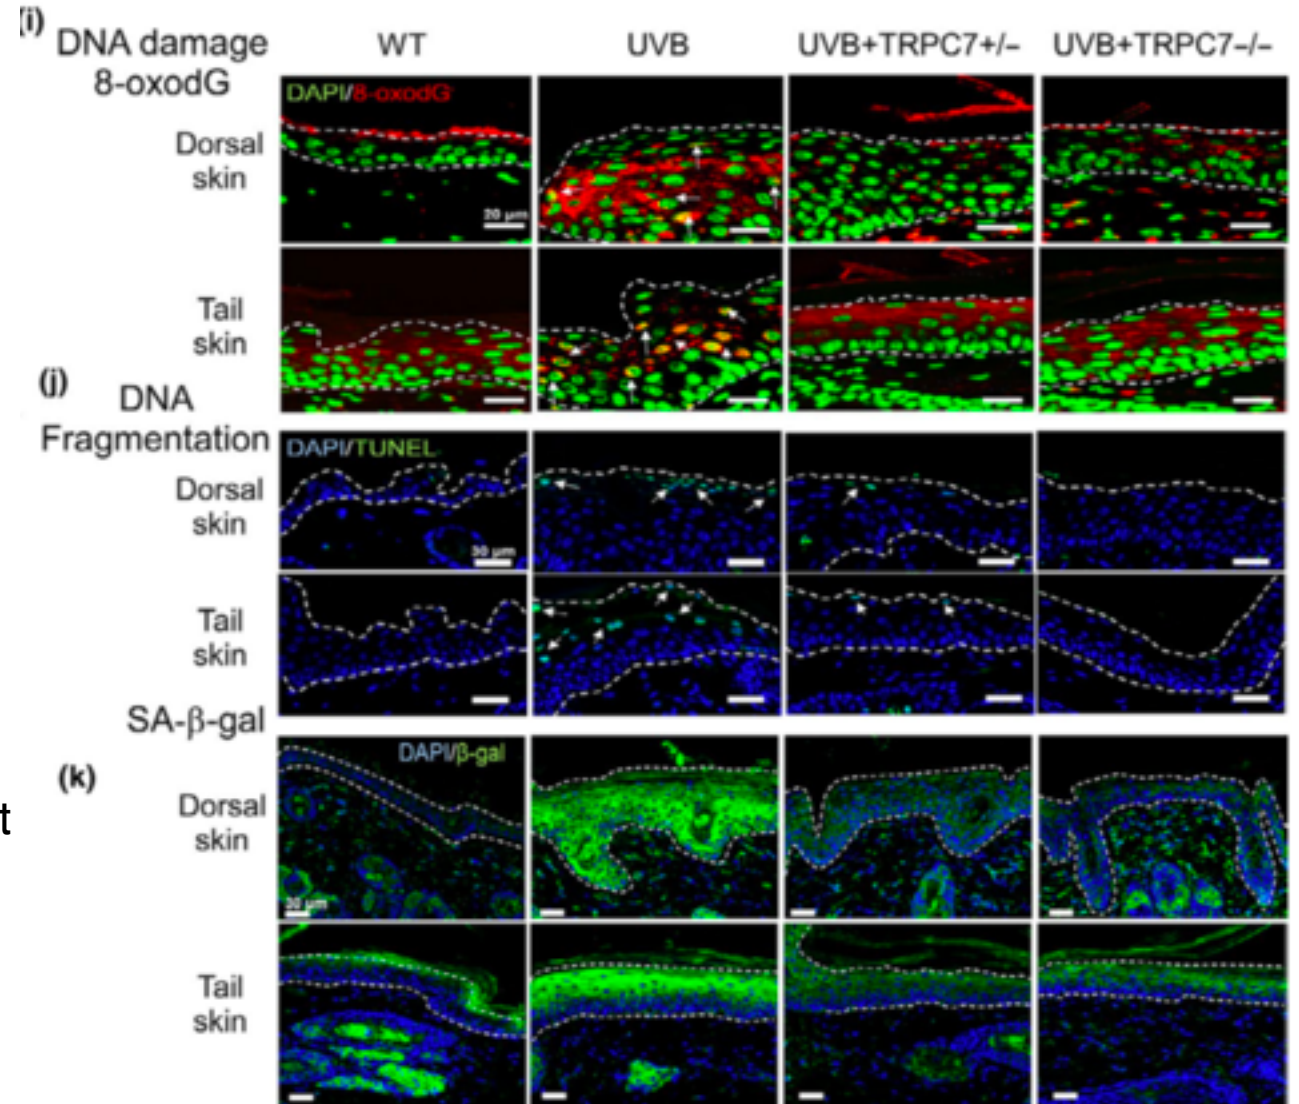 (i)
DNA damage
8-oxodG
WT
UVB
UVB+TRPC7+/−
UVB+TRPC7−/−
DAPI/8-oxodG
Dorsal
skin
20 µm
Tail
skin
(j)
DNA
Fragmentation
DAPI/TUNEL
Dorsal
skin
30 µm
Tail
skin
SA-β-gal
(k)
DAPI/β-gal
t
Dorsal
skin
30 µm
Tail
skin